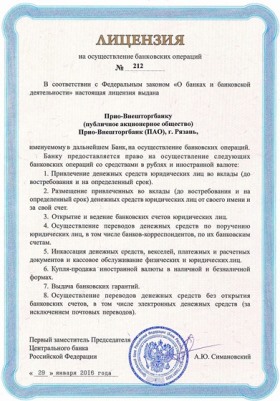 ЛИЦЕНЗИЯ
на осуществление банковских операций
№ 212
В соответствии с Федеральным законом «О банках и банковской
деятельности» настоящая лицензия выдана
Прио-Внешторгбанку
(публичное акционерное общество)
Прио-Внешторгбанк (ПАО), г. Рязань,
именуемому в дальнейшем Банк, на осуществление банковских операций.
Банку предоставляется право на осуществление следующих
банковских операций со средствами в рублях и иностранной валюте:
1. Привлечение денежных средств юридических лиц во вклады (до
востребования и на определенный срок).
2. Размещение привлеченных во вклады (до востребования и на
определенный срок) денежных средств юридических лиц от своего имени и
за свой счет.
3. Открытие и ведение банковских счетов юридических лиц.
4. Осуществление переводов денежных средств по поручению
юридических лиц, в том числе банков-корреспондентов, по их банковским
счетам.
5. Инкассация денежных средств, векселей, платежных и расчетных
документов и кассовое обслуживание физических и юридических лиц.
6. Купля-продажа иностранной валюты в наличной и безналичной
формах.
7. Выдача банковских гарантий.
8. Осуществление переводов денежных средств без открытия
банковских счетов, в том числе электронных денежных средств (за
исключением почтовых переводов).
Первый заместитель Председателя
Центрального банка
Российской Федерации
А.Ю. Симановский
« 29 » января 2016 года